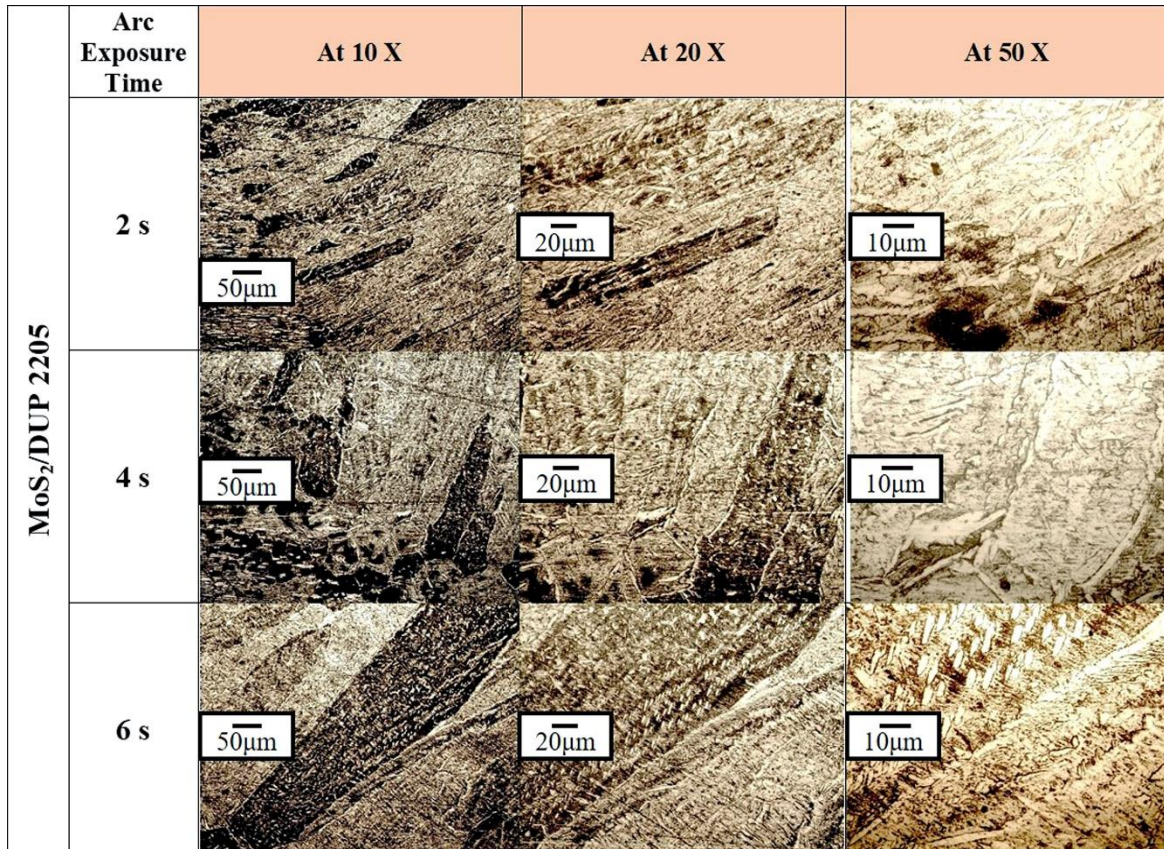 Arc
Exposure
Time
At 10 X
At 20 X
At 50 X
MoS₂/DUP 2205
2 s
50μm
20μm
10μm
4 s
50μm
20μm
10μm
6 s
50μm
20μm
10μm